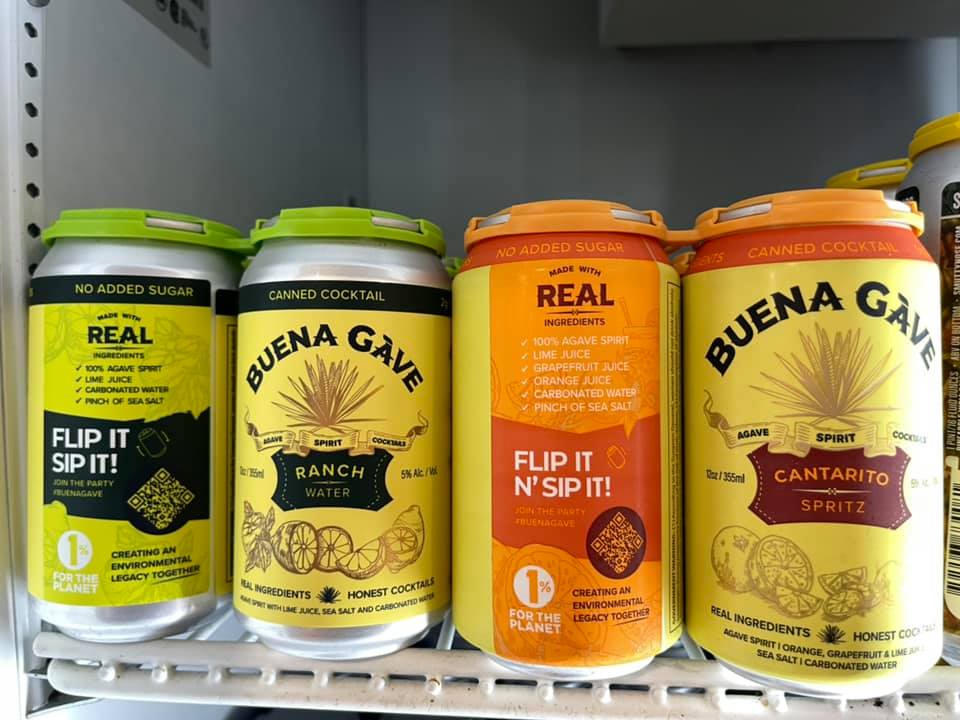 NO ADDED SUGAR
MADE WITH
REAL
INGREDIENTS
✓ 100% AGAVE SPIRIT
✓ LIME JUICE
✓ CARBONATED WATER
✓ PINCH OF SEA SALT
FLIP IT
SIP IT!
JOIN THE PARTY
#BUENAGAVE
1%
FOR THE
PLANET
CREATING AN
ENVIRONMENTAL
LEGACY TOGETHER
CANNED COCKTAIL
BUENA GÀVE
AGAVE SPIRIT COCKTAILS
RANCH
WATER
12oz / 355ml
5% Alc. / Vol.
REAL INGREDIENTS HONEST COCKTAILS
AGAVE SPIRIT WITH LIME JUICE, SEA SALT AND CARBONATED WATER
NO ADDED SUGAR
MADE WITH
REAL
INGREDIENTS
✓ 100% AGAVE SPIRIT
✓ LIME JUICE
✓ GRAPEFRUIT JUICE
✓ ORANGE JUICE
✓ CARBONATED WATER
✓ PINCH OF SEA SALT
FLIP IT
N' SIP IT!
JOIN THE PARTY
#BUENAGAVE
1%
FOR THE
PLANET
CREATING AN
ENVIRONMENTAL
LEGACY TOGETHER
CANNED COCKTAIL
BUENA GÀVE
AGAVE SPIRIT COCKTAILS
CANTARITO
SPRITZ
12oz / 355ml
5% Alc.
REAL INGREDIENTS HONEST COCKTAILS
AGAVE SPIRIT | ORANGE, GRAPEFRUIT & LIME
SEA SALT | CARBONATED WATER